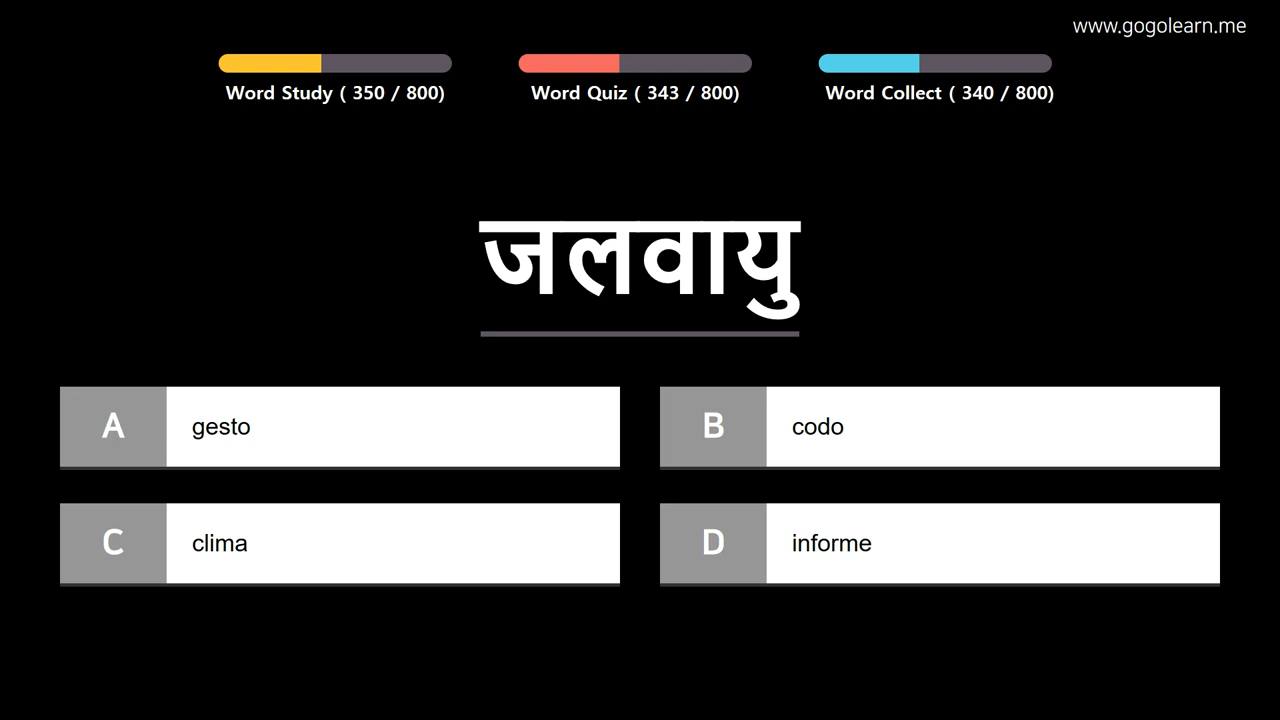 www.gogolearn.me
Word Study ( 350 / 800)
Word Quiz ( 343 / 800)
Word Collect ( 340 / 800)
जलवायु
A gesto
B codo
C clima
D informe